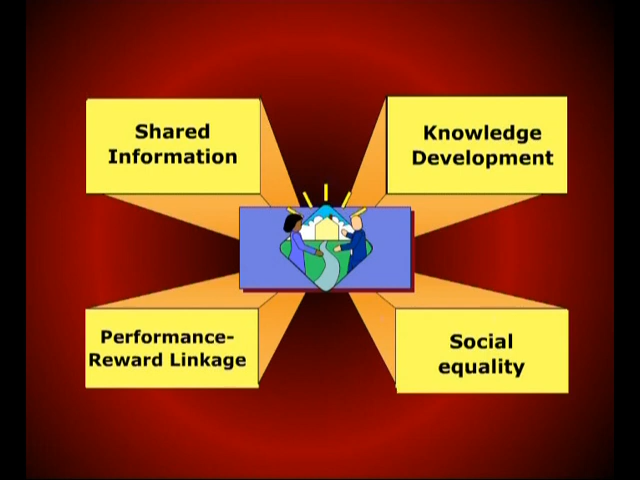 Shared
Information
Knowledge
Development
Performance-
Reward Linkage
Social
equality